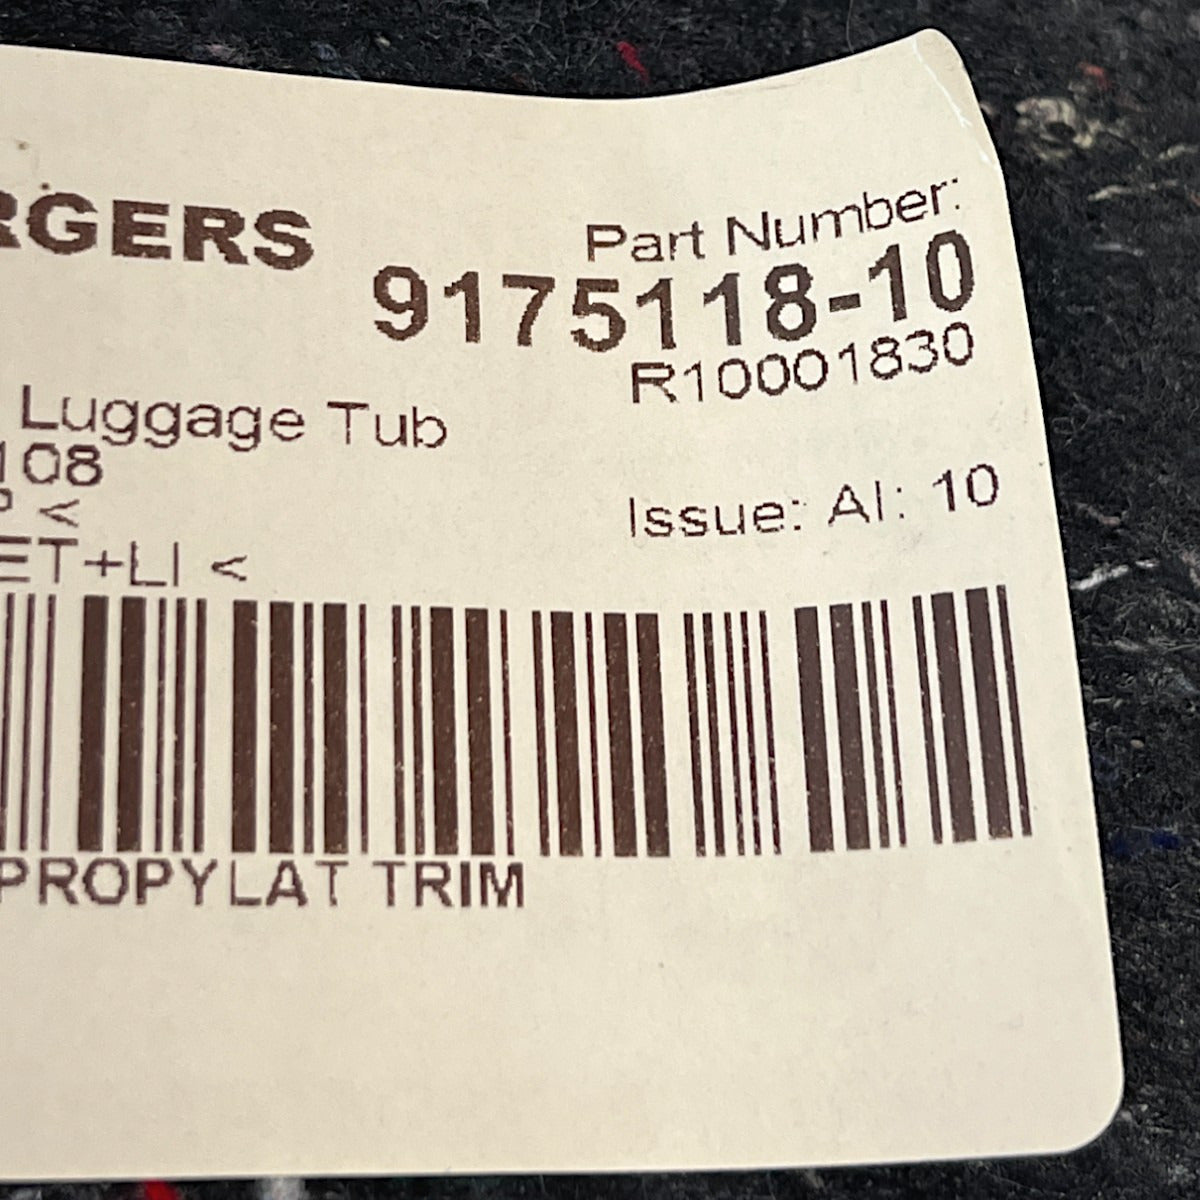 RGERS
Part Number:
9175118-10
R10001830
Luggage Tub
108
P <
ET+LI <
Issue: AI: 10
PROPYLAT TRIM